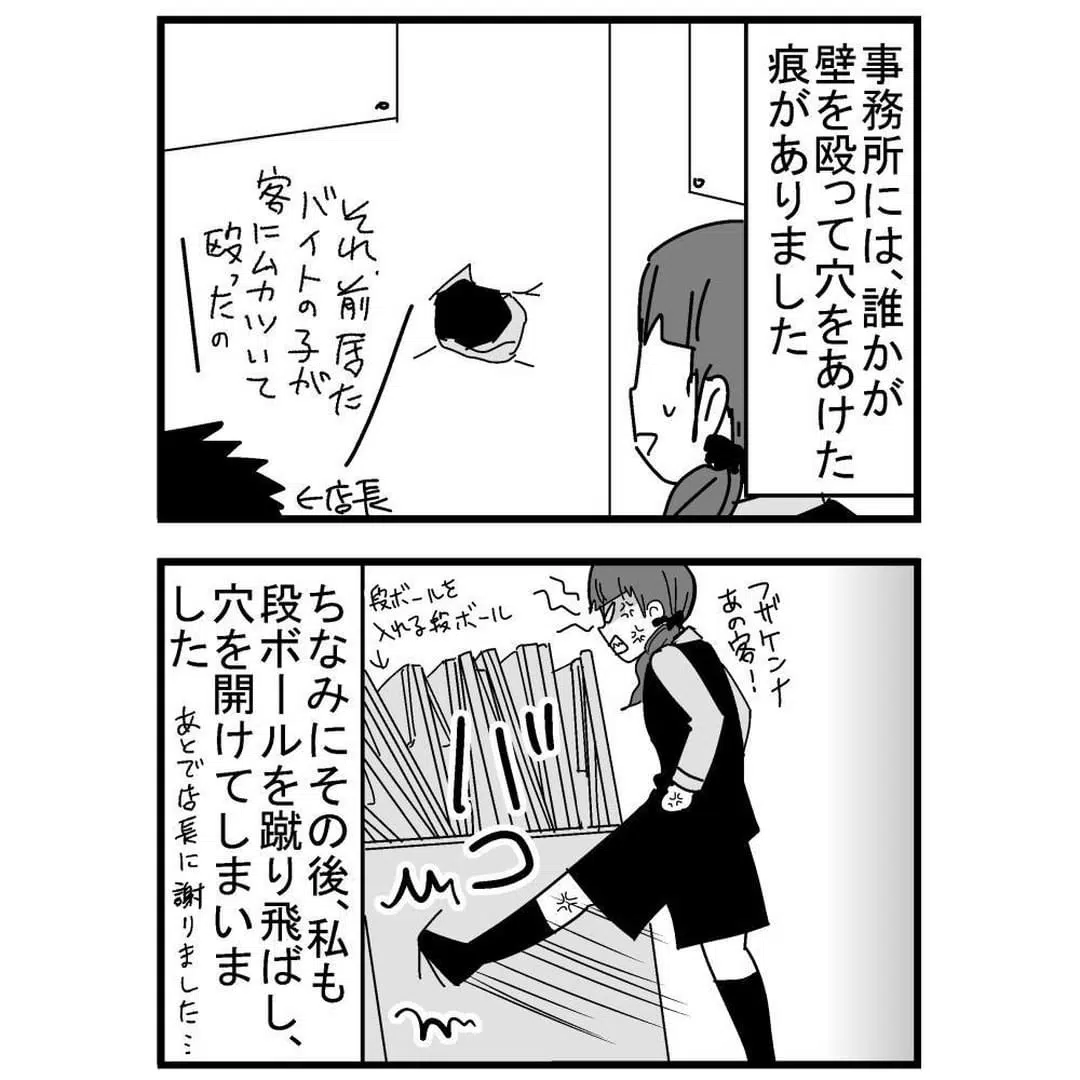 事務所には、誰かが
壁を殴って穴をあけた
痕がありました
それ、前居た
バイトの子が
客にムカツいて
殴ったの
←店長
フザケンナ
あの客!
段ボールを
入れる段ボール
バンッ
ちなみにその後、私も
段ボールを蹴り飛ばし、
穴を開けてしまいま
した
あとで店長に謝りました…